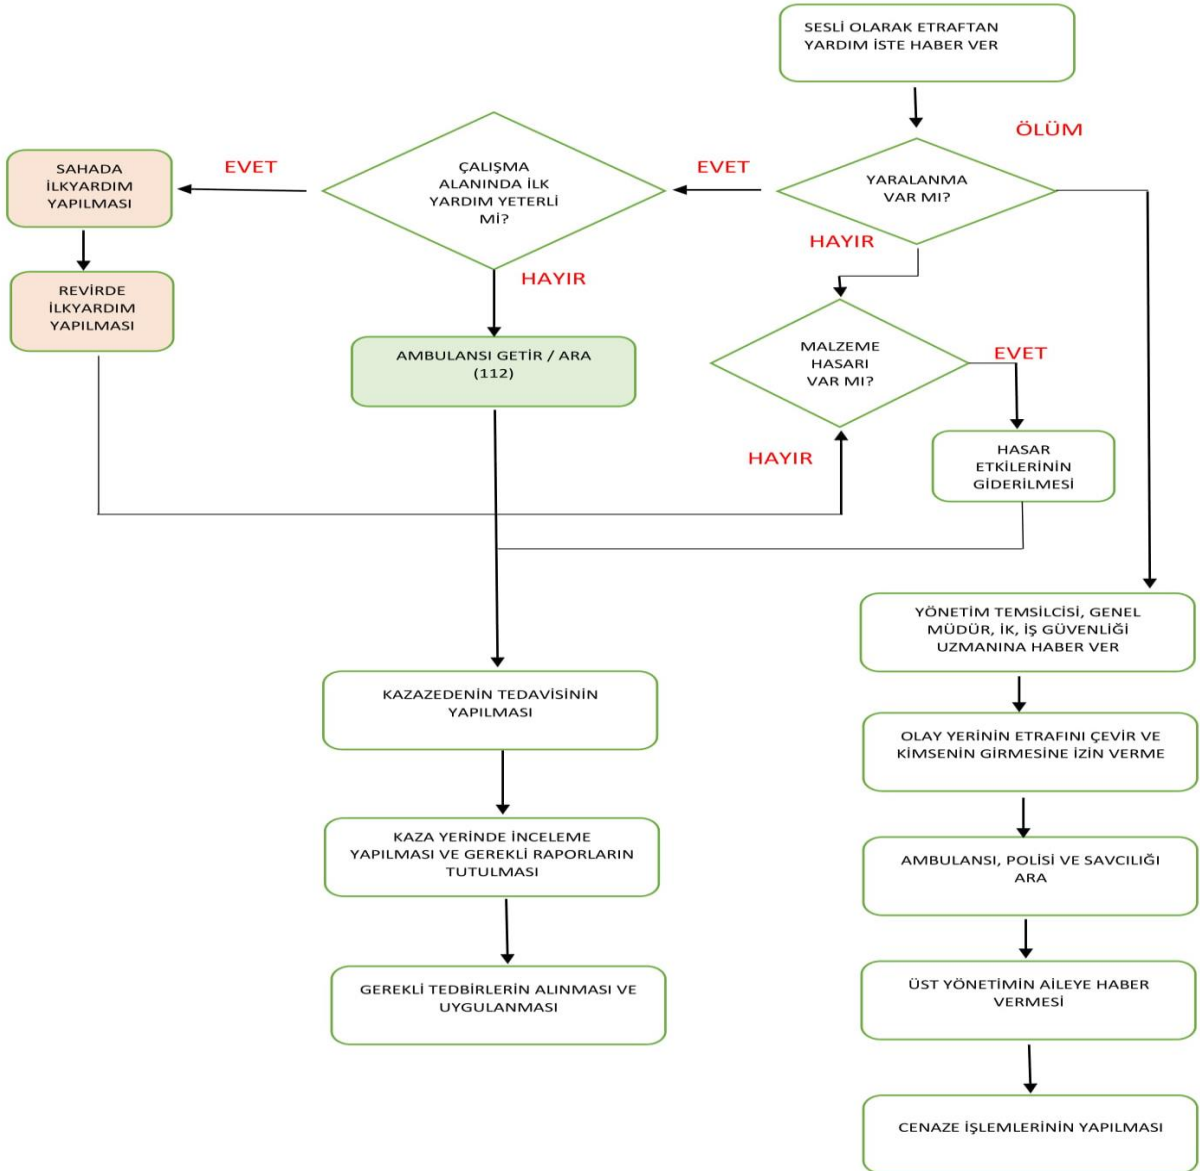 SESLİ OLARAK ETRAFTAN
YARDIM İSTE HABER VER
ÖLÜM
YARALANMA
VAR MI?
EVET
ÇALIŞMA
ALANINDA İLK
YARDIM YETERLİ
Mİ?
EVET
SAHADA
İLKYARDIM
YAPILMASI
REVİRDE
İLKYARDIM
YAPILMASI
HAYIR
AMBULANSI GETİR / ARA
(112)
HAYIR
MALZEME
HASARI
VAR MI?
EVET
HAYIR
HASAR
ETKİLERİNİN
GİDERİLMESİ
KAZAZEDENİN TEDAVİSİNİN
YAPILMASI
KAZA YERİNDE İNCELEME
YAPILMASI VE GEREKLİ RAPORLARIN
TUTULMASI
GEREKLİ TEDBİRLERİN ALINMASI VE
UYGULANMASI
YÖNETİM TEMSİLCİSİ, GENEL
MÜDÜR, İK, İŞ GÜVENLİĞİ
UZMANINA HABER VER
OLAY YERİNİN ETRAFINI ÇEVİR VE
KİMSENİN GİRMESİNE İZİN VERME
AMBULANSI, POLİSİ VE SAVCILIĞI
ARA
ÜST YÖNETİMİN AİLEYE HABER
VERMESİ
CENAZE İŞLEMLERİNİN YAPILMASI